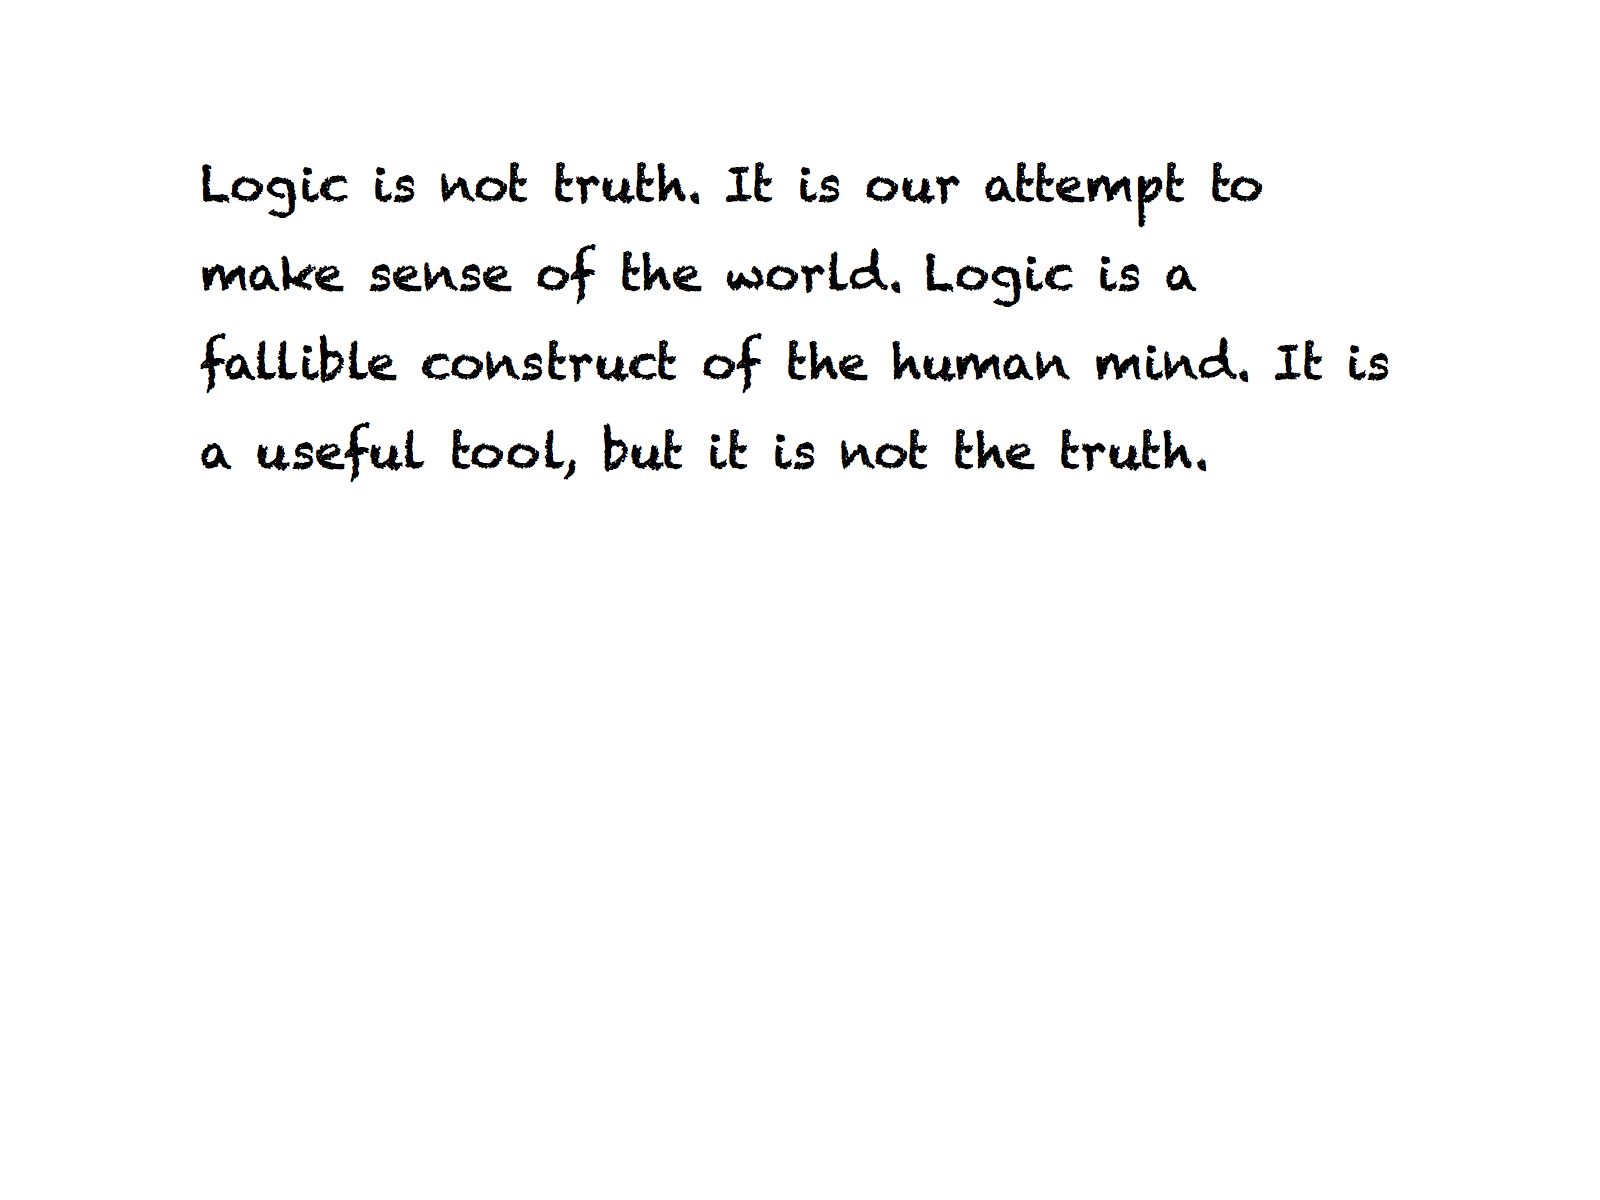 Logic is not truth. It is our attempt to
make sense of the world. Logic is a
fallible construct of the human mind. It is
a useful tool, but it is not the truth.